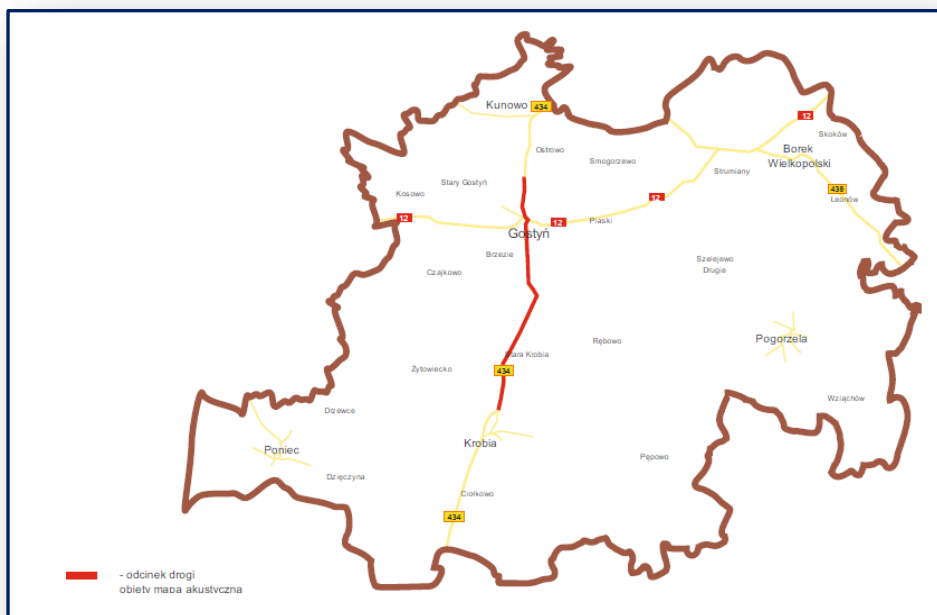 Kunowo
434
12
Skoków
Ostrowo
Smogorzewo
Borek
Wielkopolski
Strumiany
Stary Gostyń
Kosowo
438
Leonów
12
12
12
Piaski
Gostyń
Brzezie
Szelejewo
Drugie
Czajkowo
Pogorzela
Rębowo
Stara Krobia
Żytowiecko
434
Wziąchów
Drzewce
Krobia
Poniec
Pępowo
Dzięczyna
Ciołkowo
434
- odcinek drogi
objęty mapą akustyczną